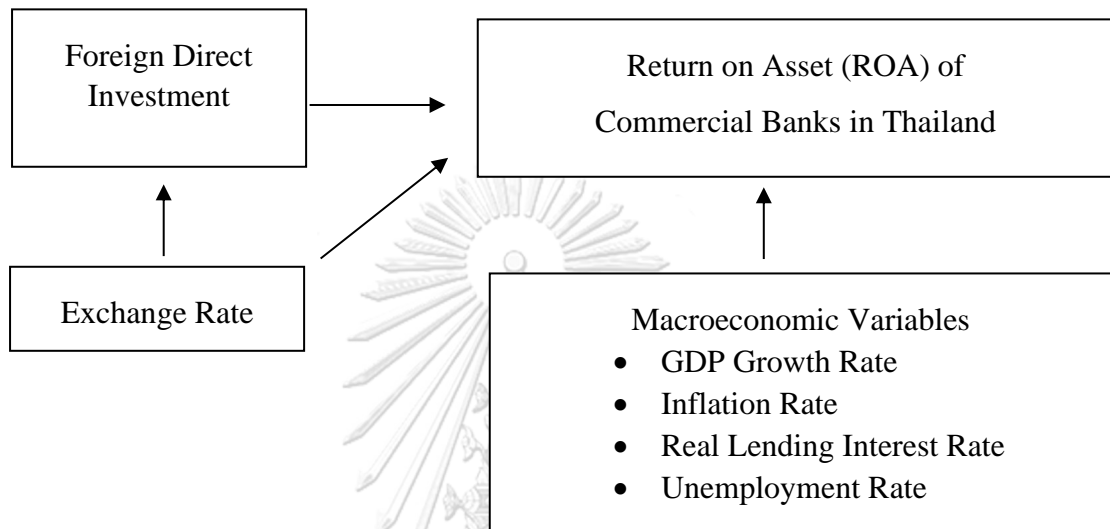 Foreign Direct
Investment
Return on Asset (ROA) of
Commercial Banks in Thailand
Exchange Rate
Macroeconomic Variables
• GDP Growth Rate
• Inflation Rate
• Real Lending Interest Rate
• Unemployment Rate